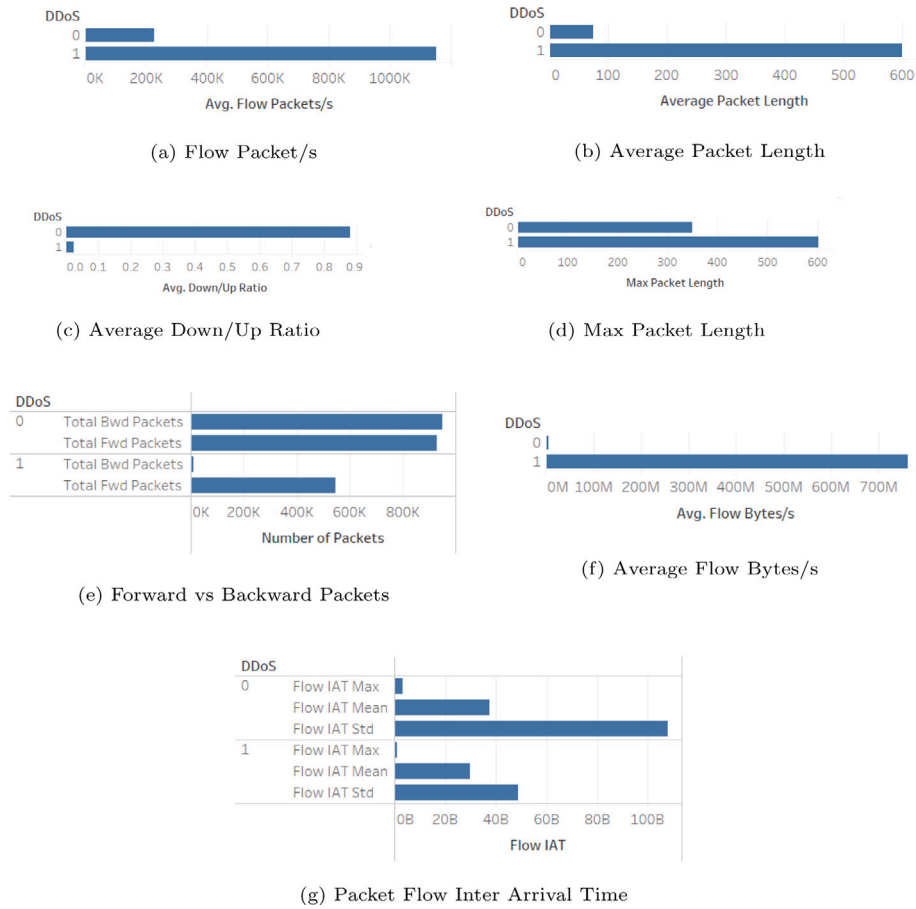 DDoS
0
1
0K 200K 400K 600K 800K 1000K
Avg. Flow Packets/s
(a) Flow Packet/s
DDoS
0
1
0 100 200 300 400 500 600
Average Packet Length
(b) Average Packet Length
DDoS
0
1
0.0 0.1 0.2 0.3 0.4 0.5 0.6 0.7 0.8 0.9
Avg. Down/Up Ratio
(c) Average Down/Up Ratio
DDoS
0
1
0 100 200 300 400 500 600
Max Packet Length
(d) Max Packet Length
DDoS
0 Total Bwd Packets
Total Fwd Packets
1 Total Bwd Packets
Total Fwd Packets
0K 200K 400K 600K 800K
Number of Packets
(e) Forward vs Backward Packets
DDoS
0
1
0M 100M 200M 300M 400M 500M 600M 700M
Avg. Flow Bytes/s
(f) Average Flow Bytes/s
DDoS
0 Flow IAT Max
Flow IAT Mean
Flow IAT Std
1 Flow IAT Max
Flow IAT Mean
Flow IAT Std
0B 20B 40B 60B 80B 100B
Flow IAT
(g) Packet Flow Inter Arrival Time